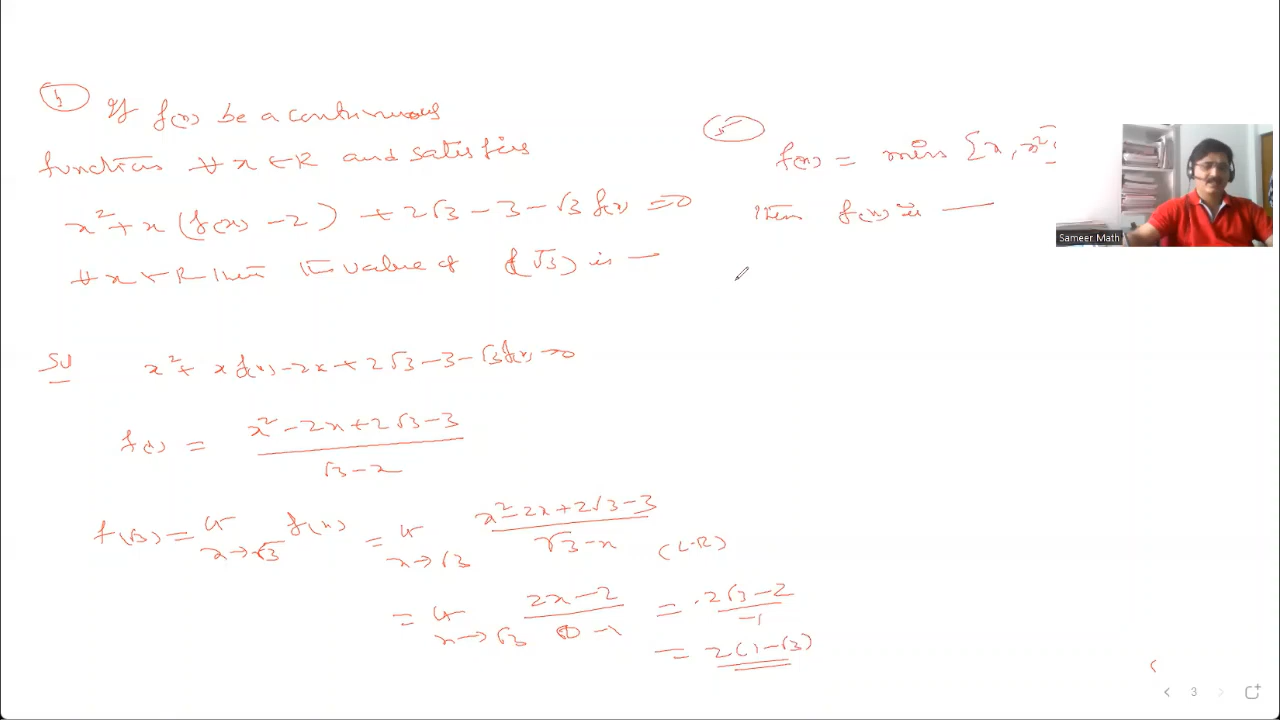 4
If f(x) be a continuous
function ∀ x ∈ R and satisfies
x² + x (f(x) - 2) + 2√3 - 3 - √3 f(x) = 0
∀ x ∈ R then the value of f(√3) is —
Sol
x² + x f(x) - 2x + 2√3 - 3 - √3 f(x) = 0
f(x) = x² - 2x + 2√3 - 3 / √3 - x
f(√3) = Lt x→√3 f(x) = Lt x→√3 x² - 2x + 2√3 - 3 / √3 - x (L-R)
= Lt x→√3 2x - 2 / 0 - 1 = 2√3 - 2 / -1
= 2(1 - √3)
5
f(x) = min {x, x²
then f(x) is —
Sameer Math
3